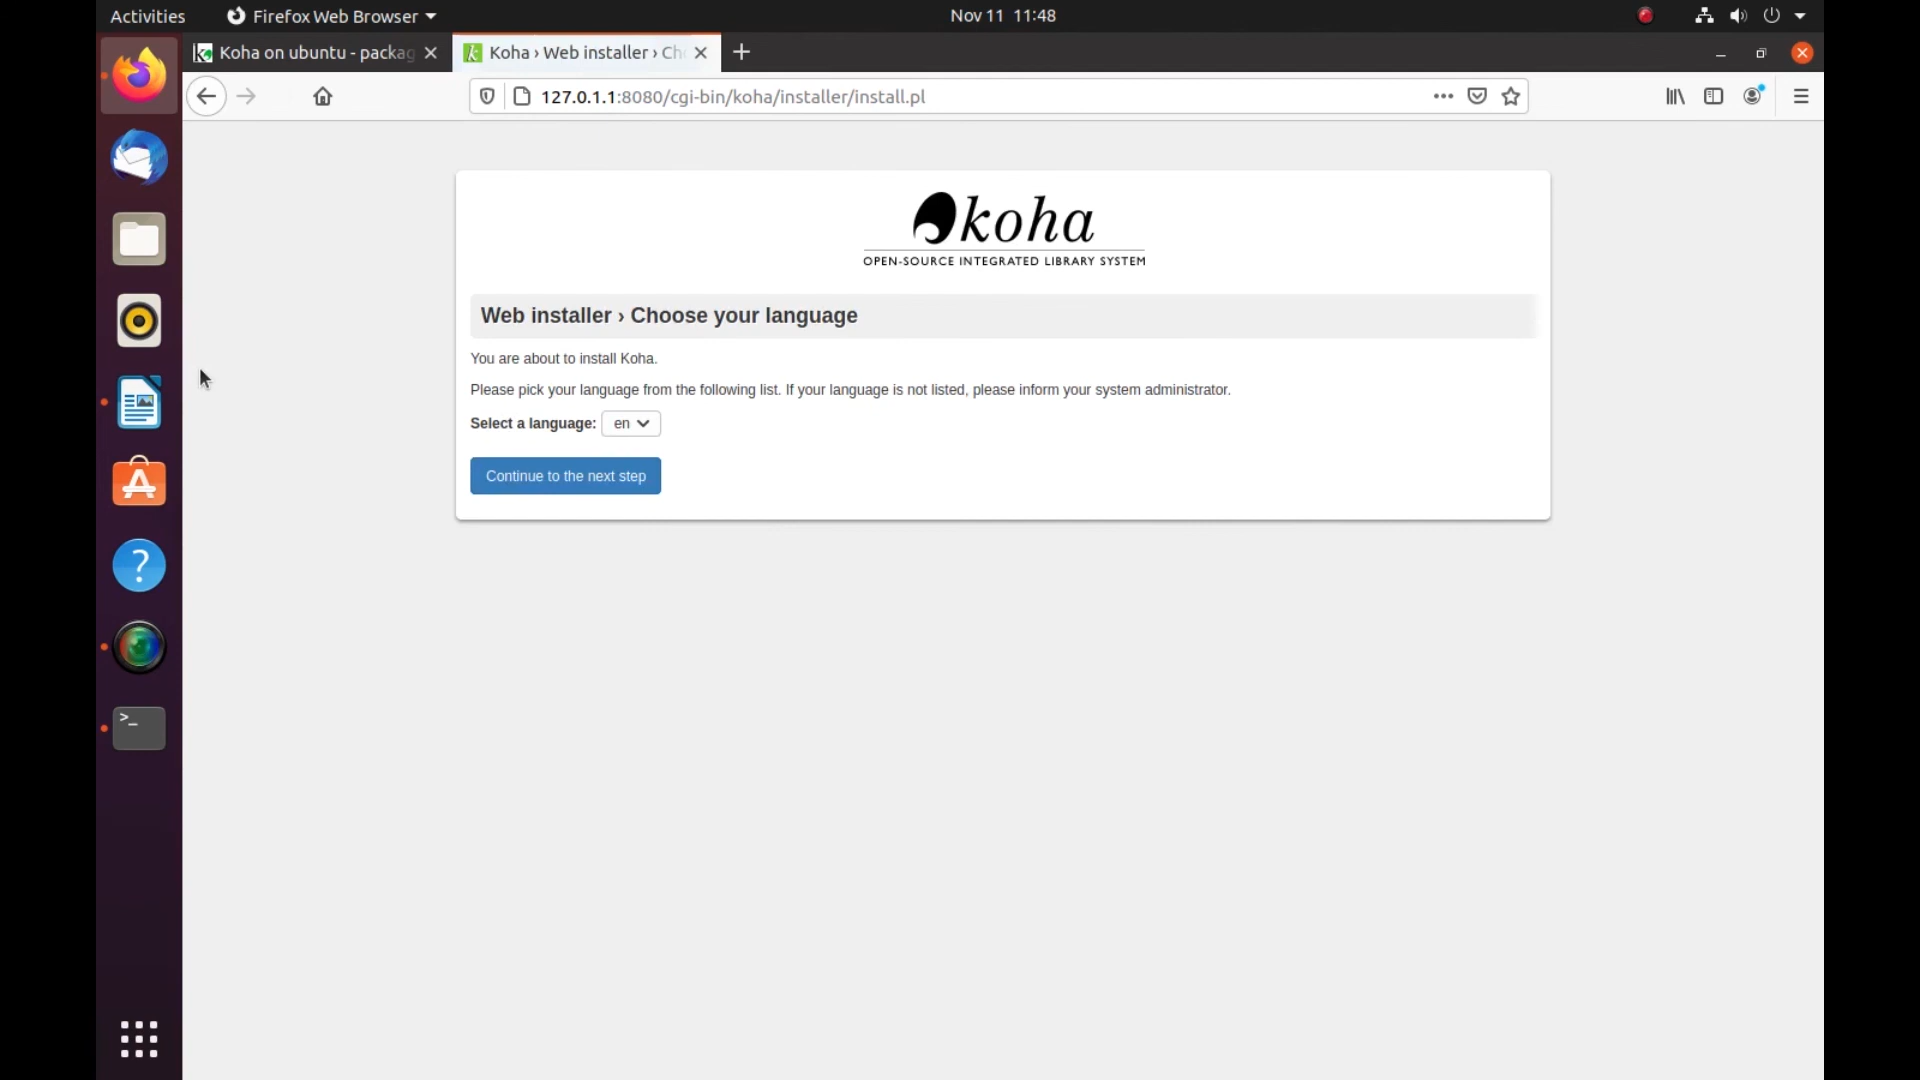 Activities
Firefox Web Browser
Nov 11 11:48
Koha on ubuntu - packag
Koha › Web installer › Ch
127.0.1.1:8080/cgi-bin/koha/installer/install.pl
koha
OPEN-SOURCE INTEGRATED LIBRARY SYSTEM
Web installer › Choose your language
You are about to install Koha.
Please pick your language from the following list. If your language is not listed, please inform your system administrator.
Select a language: en
Continue to the next step